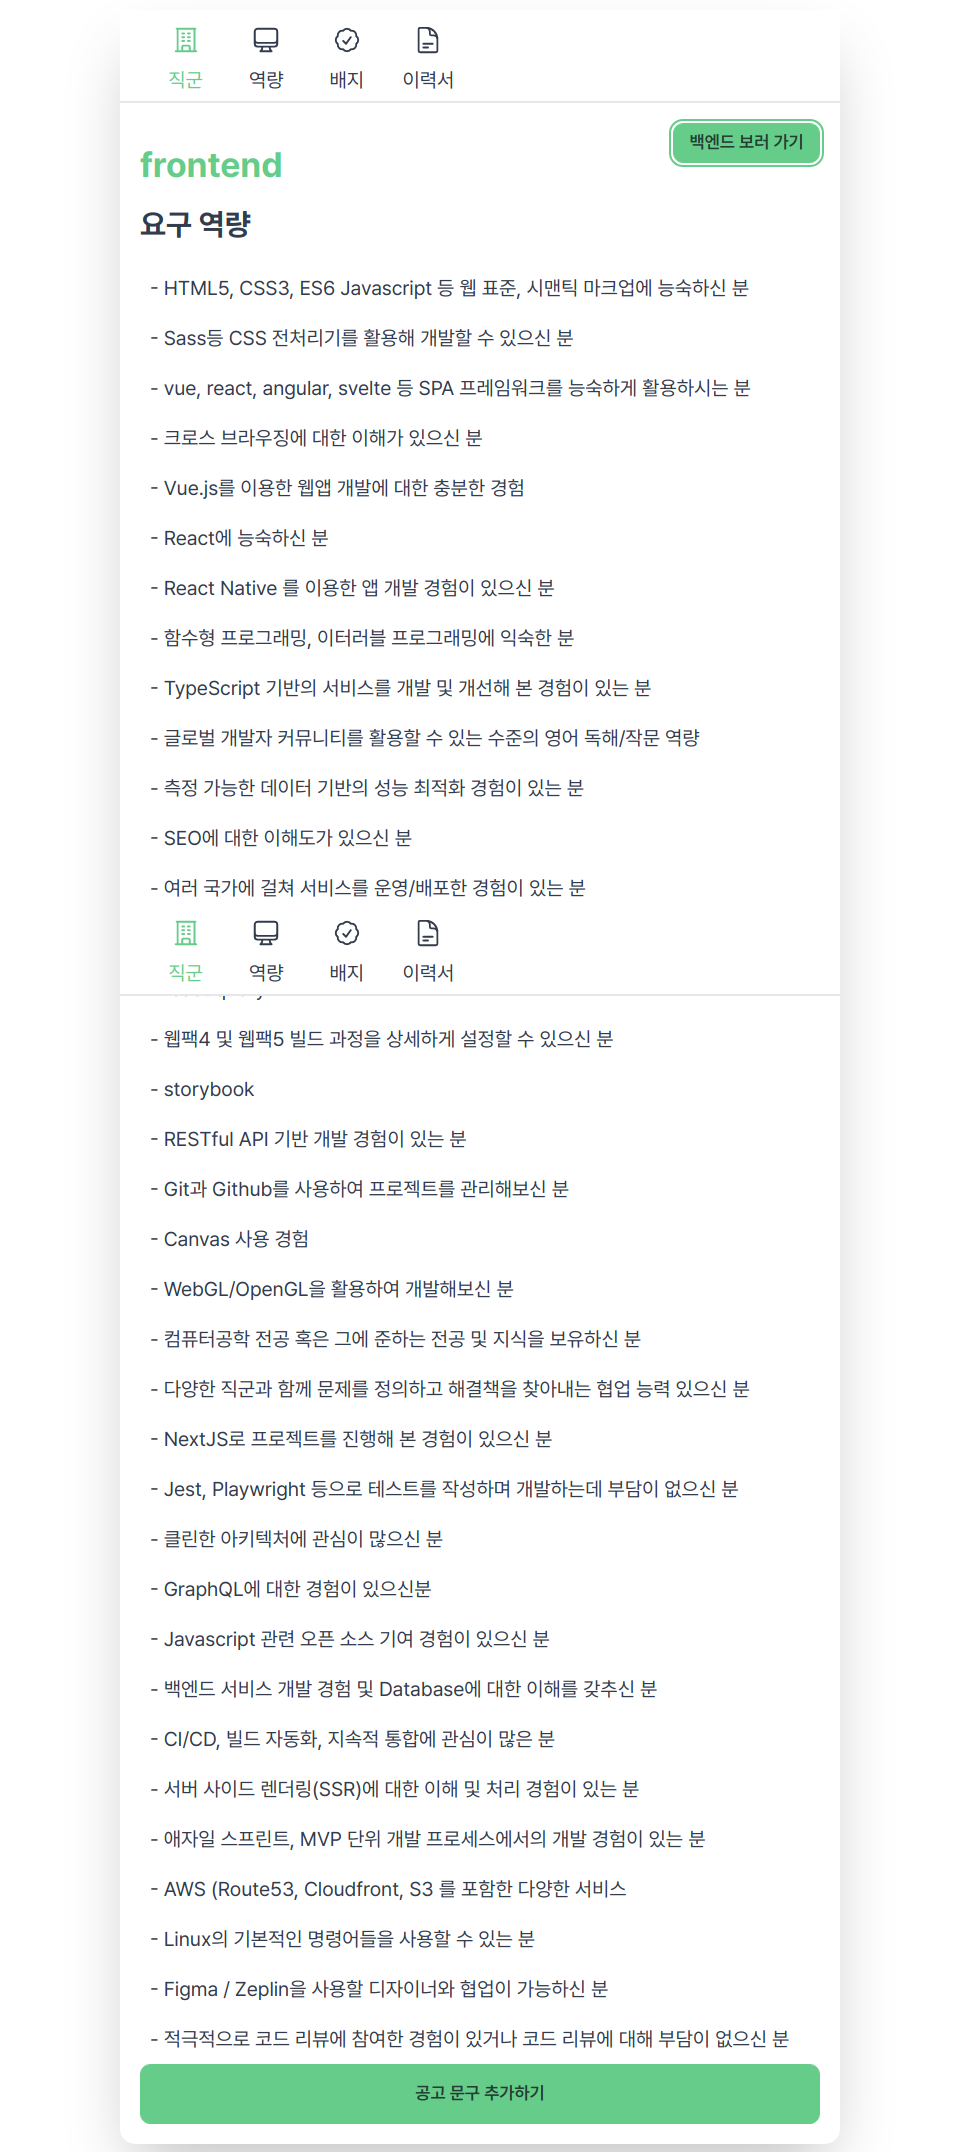 직군 역량 배지 이력서
백엔드 보러 가기
frontend
요구 역량
- HTML5, CSS3, ES6 Javascript 등 웹 표준, 시맨틱 마크업에 능숙하신 분
- Sass등 CSS 전처리기를 활용해 개발할 수 있으신 분
- vue, react, angular, svelte 등 SPA 프레임워크를 능숙하게 활용하시는 분
- 크로스 브라우징에 대한 이해가 있으신 분
- Vue.js를 이용한 웹앱 개발에 대한 충분한 경험
- React에 능숙하신 분
- React Native 를 이용한 앱 개발 경험이 있으신 분
- 함수형 프로그래밍, 이터러블 프로그래밍에 익숙한 분
- TypeScript 기반의 서비스를 개발 및 개선해 본 경험이 있는 분
- 글로벌 개발자 커뮤니티를 활용할 수 있는 수준의 영어 독해/작문 역량
- 측정 가능한 데이터 기반의 성능 최적화 경험이 있는 분
- SEO에 대한 이해도가 있으신 분
- 여러 국가에 걸쳐 서비스를 운영/배포한 경험이 있는 분
직군 역량 배지 이력서
- 웹팩4 및 웹팩5 빌드 과정을 상세하게 설정할 수 있으신 분
- storybook
- RESTful API 기반 개발 경험이 있는 분
- Git과 Github를 사용하여 프로젝트를 관리해보신 분
- Canvas 사용 경험
- WebGL/OpenGL을 활용하여 개발해보신 분
- 컴퓨터공학 전공 혹은 그에 준하는 전공 및 지식을 보유하신 분
- 다양한 직군과 함께 문제를 정의하고 해결책을 찾아내는 협업 능력 있으신 분
- NextJS로 프로젝트를 진행해 본 경험이 있으신 분
- Jest, Playwright 등으로 테스트를 작성하며 개발하는데 부담이 없으신 분
- 클린한 아키텍처에 관심이 많으신 분
- GraphQL에 대한 경험이 있으신분
- Javascript 관련 오픈 소스 기여 경험이 있으신 분
- 백엔드 서비스 개발 경험 및 Database에 대한 이해를 갖추신 분
- CI/CD, 빌드 자동화, 지속적 통합에 관심이 많은 분
- 서버 사이드 렌더링(SSR)에 대한 이해 및 처리 경험이 있는 분
- 애자일 스프린트, MVP 단위 개발 프로세스에서의 개발 경험이 있는 분
- AWS (Route53, Cloudfront, S3 를 포함한 다양한 서비스
- Linux의 기본적인 명령어들을 사용할 수 있는 분
- Figma / Zeplin을 사용할 디자이너와 협업이 가능하신 분
- 적극적으로 코드 리뷰에 참여한 경험이 있거나 코드 리뷰에 대해 부담이 없으신 분
공고 문구 추가하기